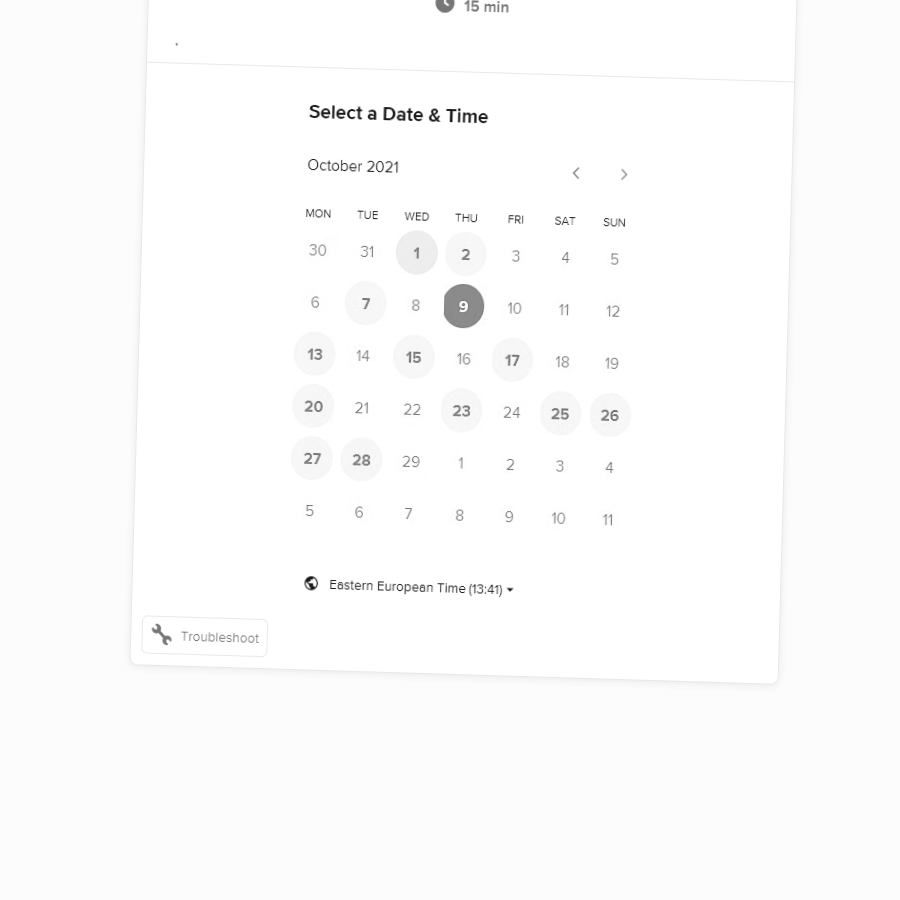 15 min
.
Select a Date & Time
October 2021
MON TUE WED THU FRI SAT SUN
30 31 1 2 3 4 5
6 7 8 9 10 11 12
13 14 15 16 17 18 19
20 21 22 23 24 25 26
27 28 29 1 2 3 4
5 6 7 8 9 10 11
Eastern European Time (13:41)
Troubleshoot